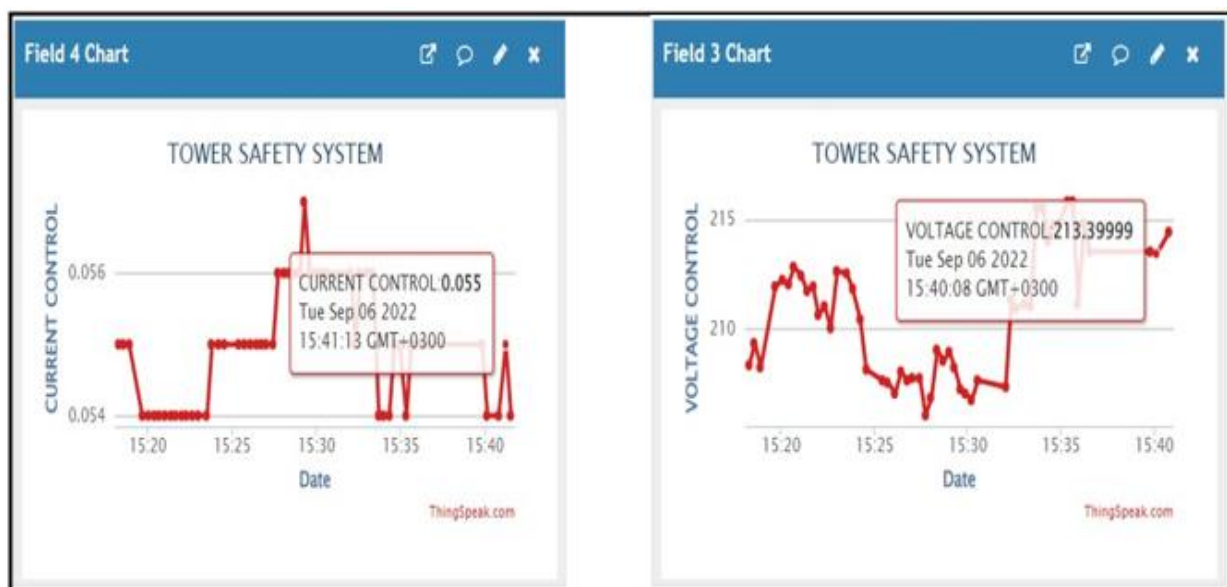 Field 4 Chart
TOWER SAFETY SYSTEM
CURRENT CONTROL
0.056
0.054
CURRENT CONTROL:0.055
Tue Sep 06 2022
15:41:13 GMT+0300
15:20 15:25 15:30 15:35 15:40
Date
ThingSpeak.com
Field 3 Chart
TOWER SAFETY SYSTEM
VOLTAGE CONTROL
215
210
VOLTAGE CONTROL:213.39999
Tue Sep 06 2022
15:40:08 GMT+0300
15:20 15:25 15:30 15:35 15:40
Date
ThingSpeak.com